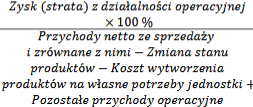 Zysk (strata) z działalności operacyjnej
× 100 %
Przychody netto ze sprzedaży
i zrównane z nimi − Zmiana stanu
produktów − Koszt wytworzenia
produktów na własne potrzeby jednostki +
Pozostałe przychody operacyjne